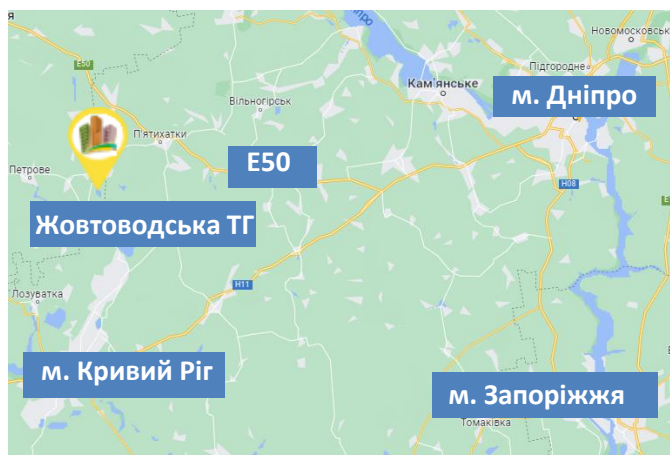 я
про
Новомосковськ
E50
Підгородне
Кам'янське
м. Дніпро
Вільногірськ
П'ятихатки
E50
Петрове
H08
Жовтоводська ТГ
H11
Лозуватка
м. Кривий Ріг
м. Запоріжжя
Томаківка